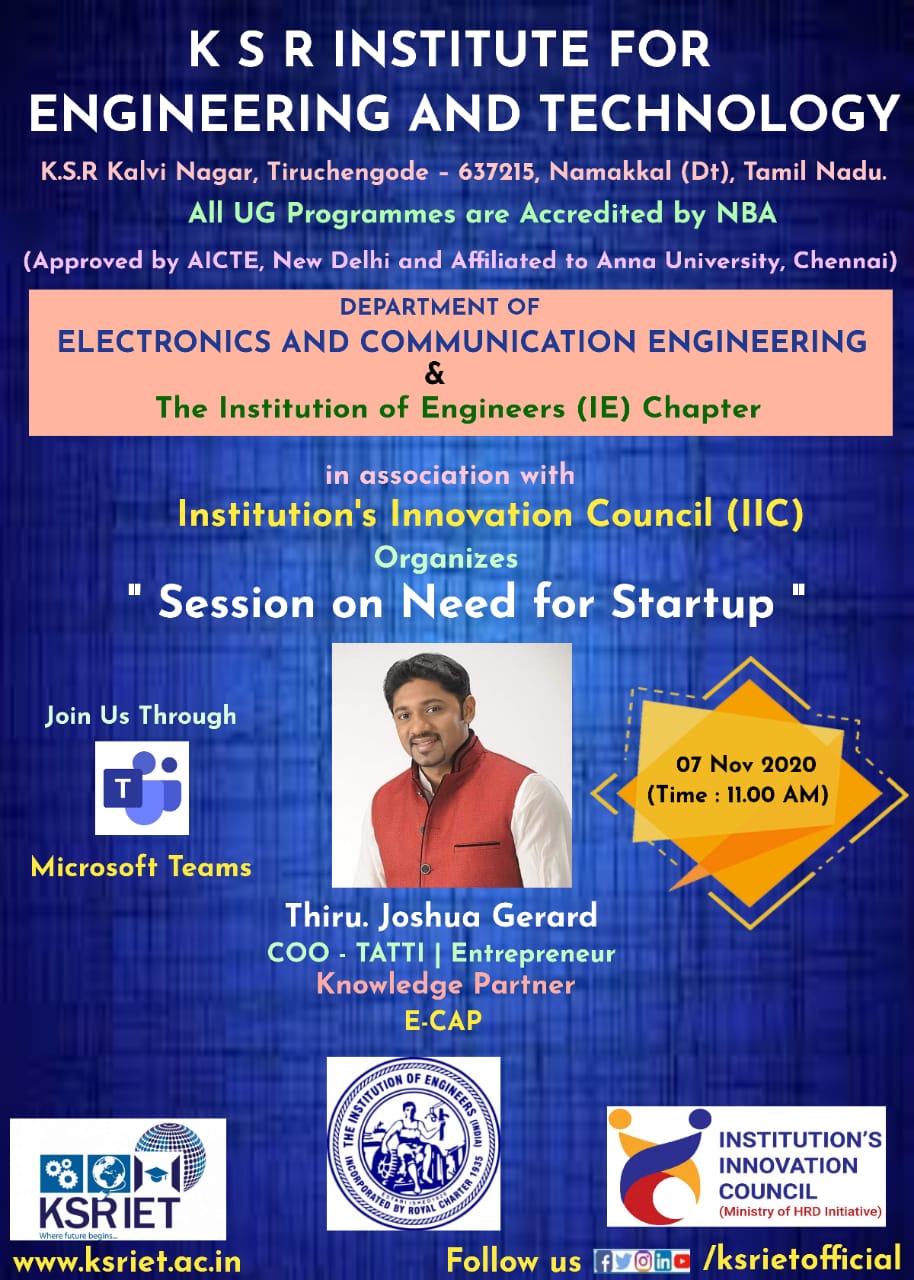 K S R INSTITUTE FOR
ENGINEERING AND TECHNOLOGY
K.S.R Kalvi Nagar, Tiruchengode – 637215, Namakkal (Dt), Tamil Nadu.
All UG Programmes are Accredited by NBA
(Approved by AICTE, New Delhi and Affiliated to Anna University, Chennai)
DEPARTMENT OF
ELECTRONICS AND COMMUNICATION ENGINEERING
&
The Institution of Engineers (IE) Chapter
in association with
Institution's Innovation Council (IIC)
Organizes
" Session on Need for Startup "
Join Us Through
T
Microsoft Teams
07 Nov 2020
(Time : 11.00 AM)
Thiru. Joshua Gerard
COO - TATTI | Entrepreneur
Knowledge Partner
E-CAP
THE INSTITUTION OF ENGINEERS (INDIA)
ESTABLISHED 1920
INCORPORATED BY ROYAL CHARTER 1935
KSRIET
Where future begins...
INSTITUTION'S
INNOVATION
COUNCIL
(Ministry of HRD Initiative)
www.ksriet.ac.in
Follow us /ksrietofficial